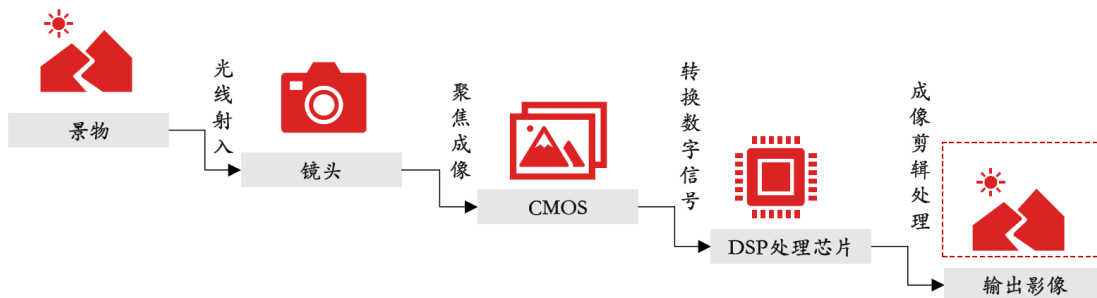 景物
光线射入
镜头
聚焦成像
CMOS
转换数字信号
DSP处理芯片
成像剪辑处理
输出影像